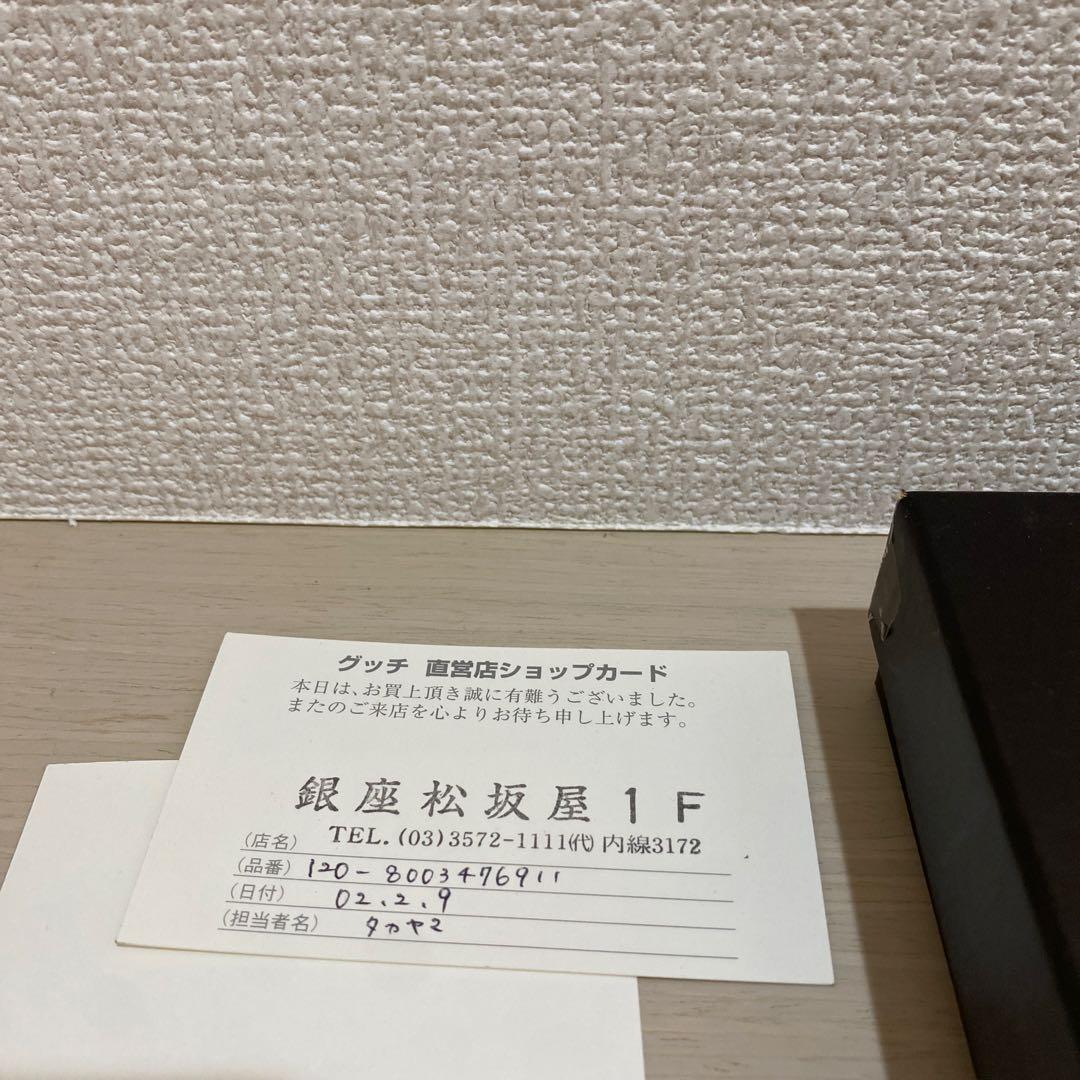 グッチ 直営店ショップカード
本日は、お買上頂き誠に有難うございました。
またのご来店を心よりお待ち申し上げます。
銀座松坂屋1F
(店名) TEL.(03)3572-1111㈹内線3172
(品番) 120-8003476911
(日付) 02.2.9
(担当者名) タカヤマ